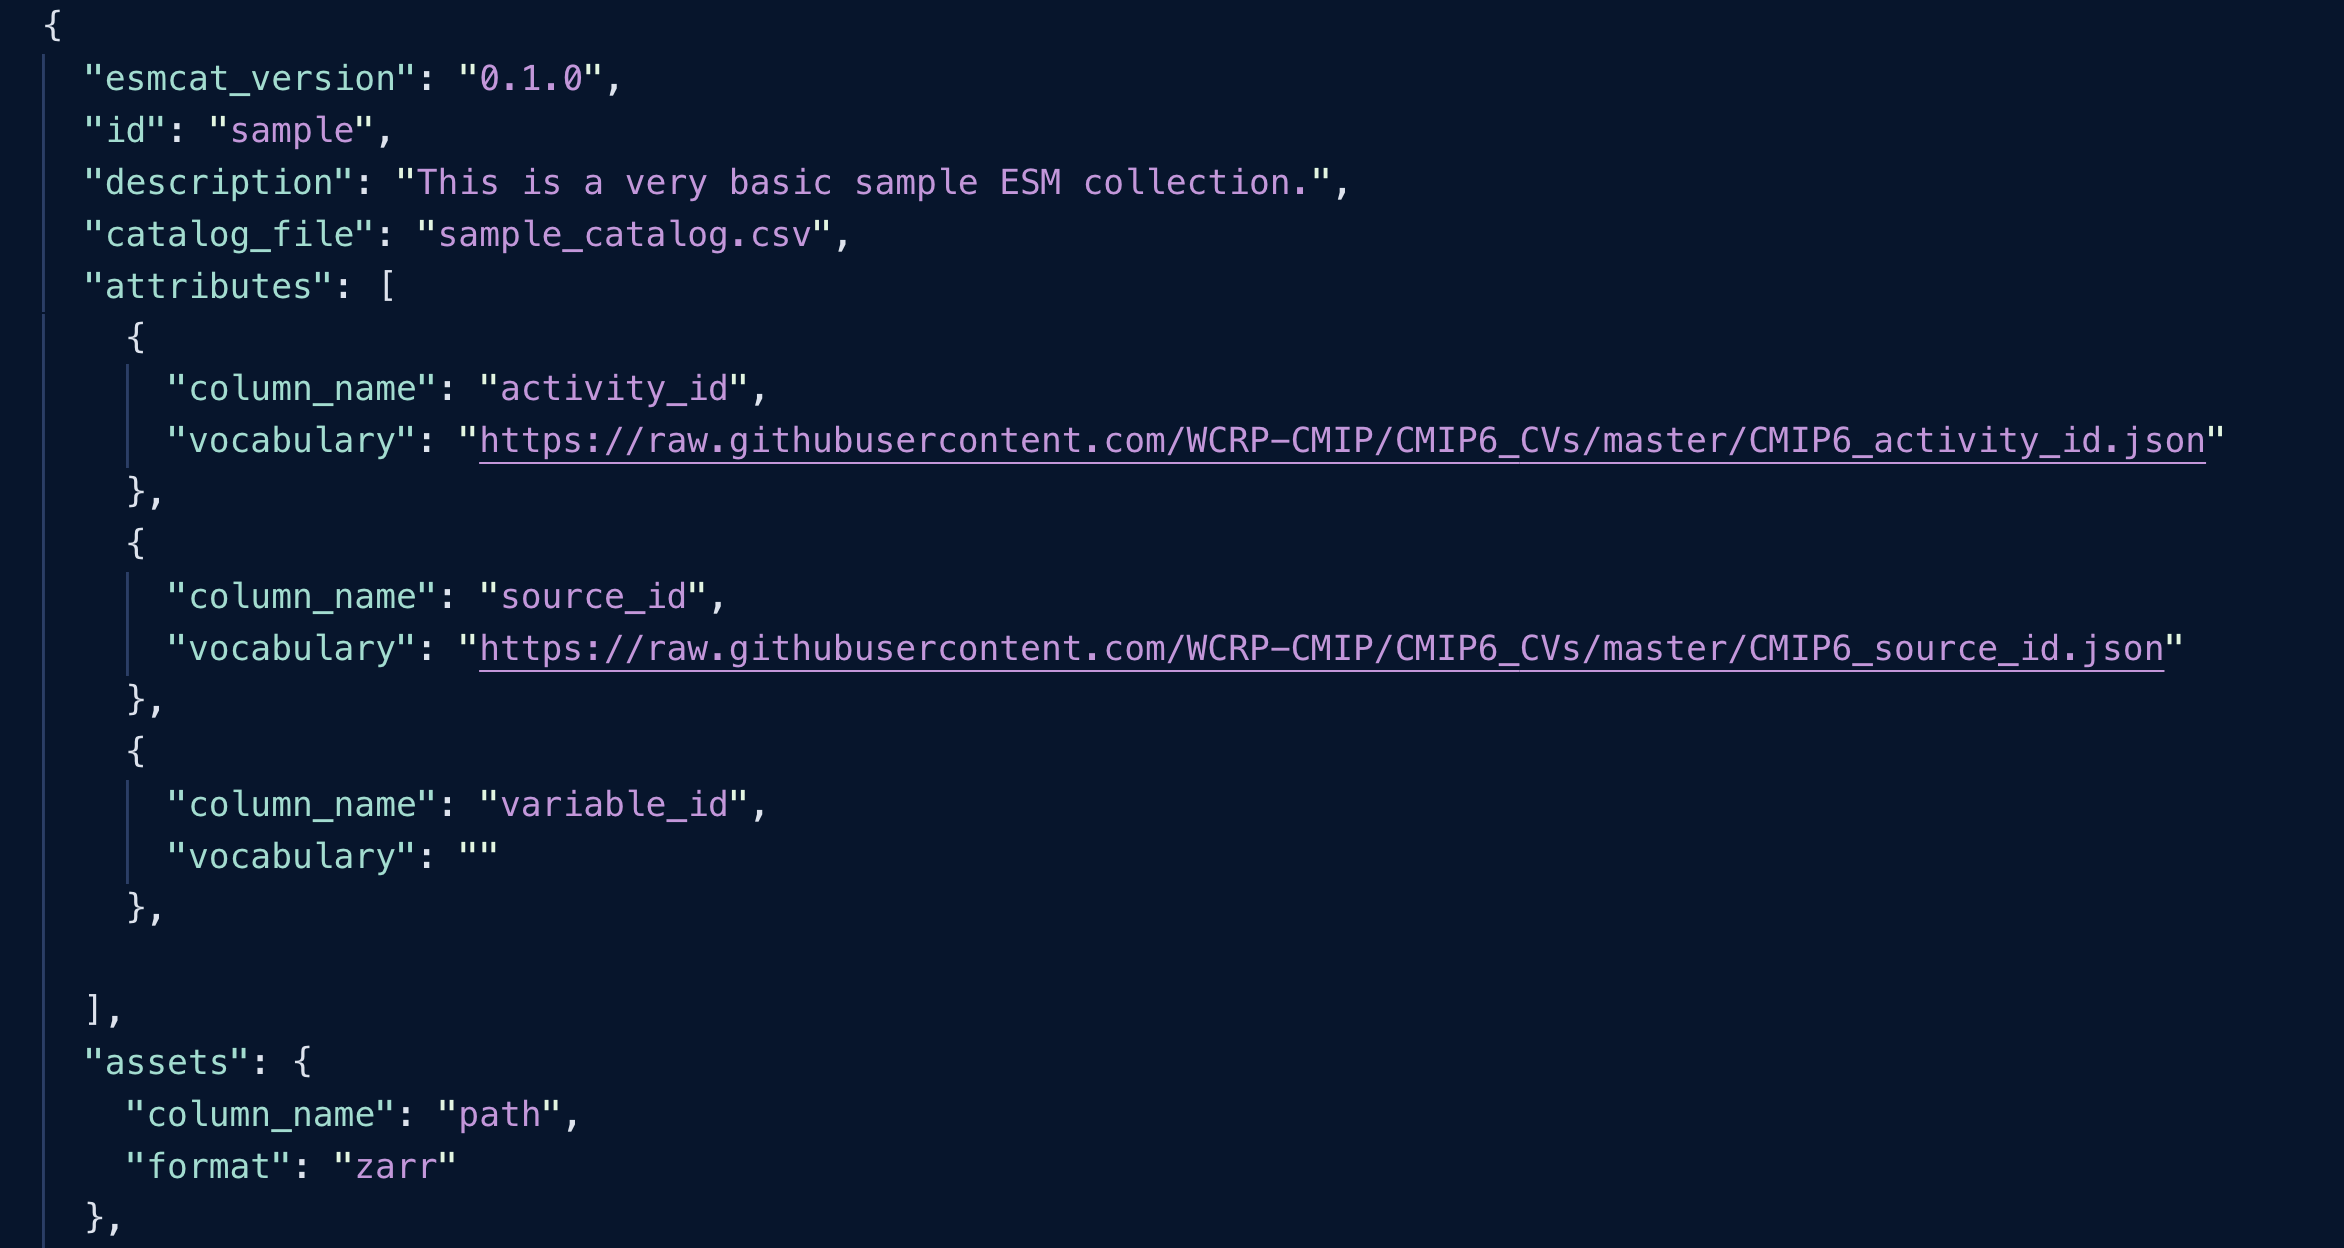 {
  "esmcat_version": "0.1.0",
  "id": "sample",
  "description": "This is a very basic sample ESM collection.",
  "catalog_file": "sample_catalog.csv",
  "attributes": [
    {
      "column_name": "activity_id",
      "vocabulary": "https://raw.githubusercontent.com/WCRP-CMIP/CMIP6_CVs/master/CMIP6_activity_id.json"
    },
    {
      "column_name": "source_id",
      "vocabulary": "https://raw.githubusercontent.com/WCRP-CMIP/CMIP6_CVs/master/CMIP6_source_id.json"
    },
    {
      "column_name": "variable_id",
      "vocabulary": ""
    },

  ],
  "assets": {
    "column_name": "path",
    "format": "zarr"
  },